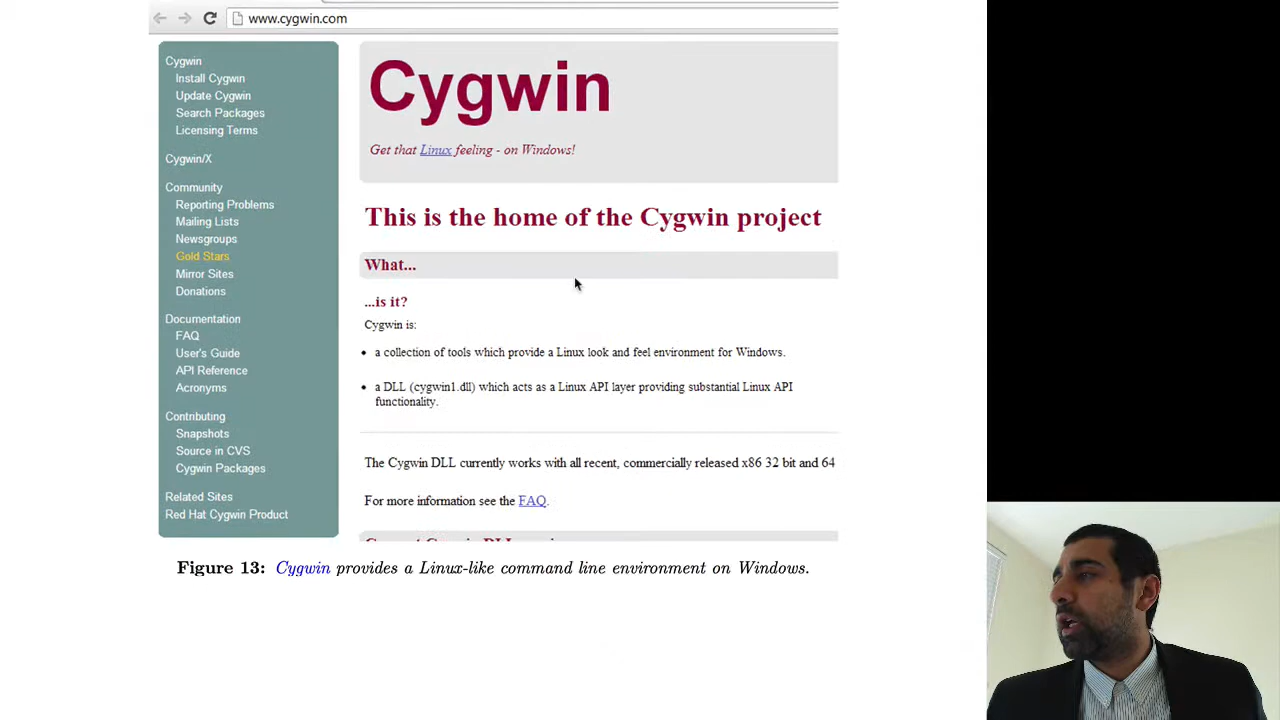 www.cygwin.com
Cygwin
Install Cygwin
Update Cygwin
Search Packages
Licensing Terms
Cygwin/X
Community
Reporting Problems
Mailing Lists
Newsgroups
Gold Stars
Mirror Sites
Donations
Documentation
FAQ
User's Guide
API Reference
Acronyms
Contributing
Snapshots
Source in CVS
Cygwin Packages
Related Sites
Red Hat Cygwin Product
Cygwin
Get that Linux feeling - on Windows!
This is the home of the Cygwin project
What...
...is it?
Cygwin is:
a collection of tools which provide a Linux look and feel environment for Windows.
a DLL (cygwin1.dll) which acts as a Linux API layer providing substantial Linux API
functionality.
The Cygwin DLL currently works with all recent, commercially released x86 32 bit and 64
For more information see the FAQ.
Figure 13: Cygwin provides a Linux-like command line environment on Windows.